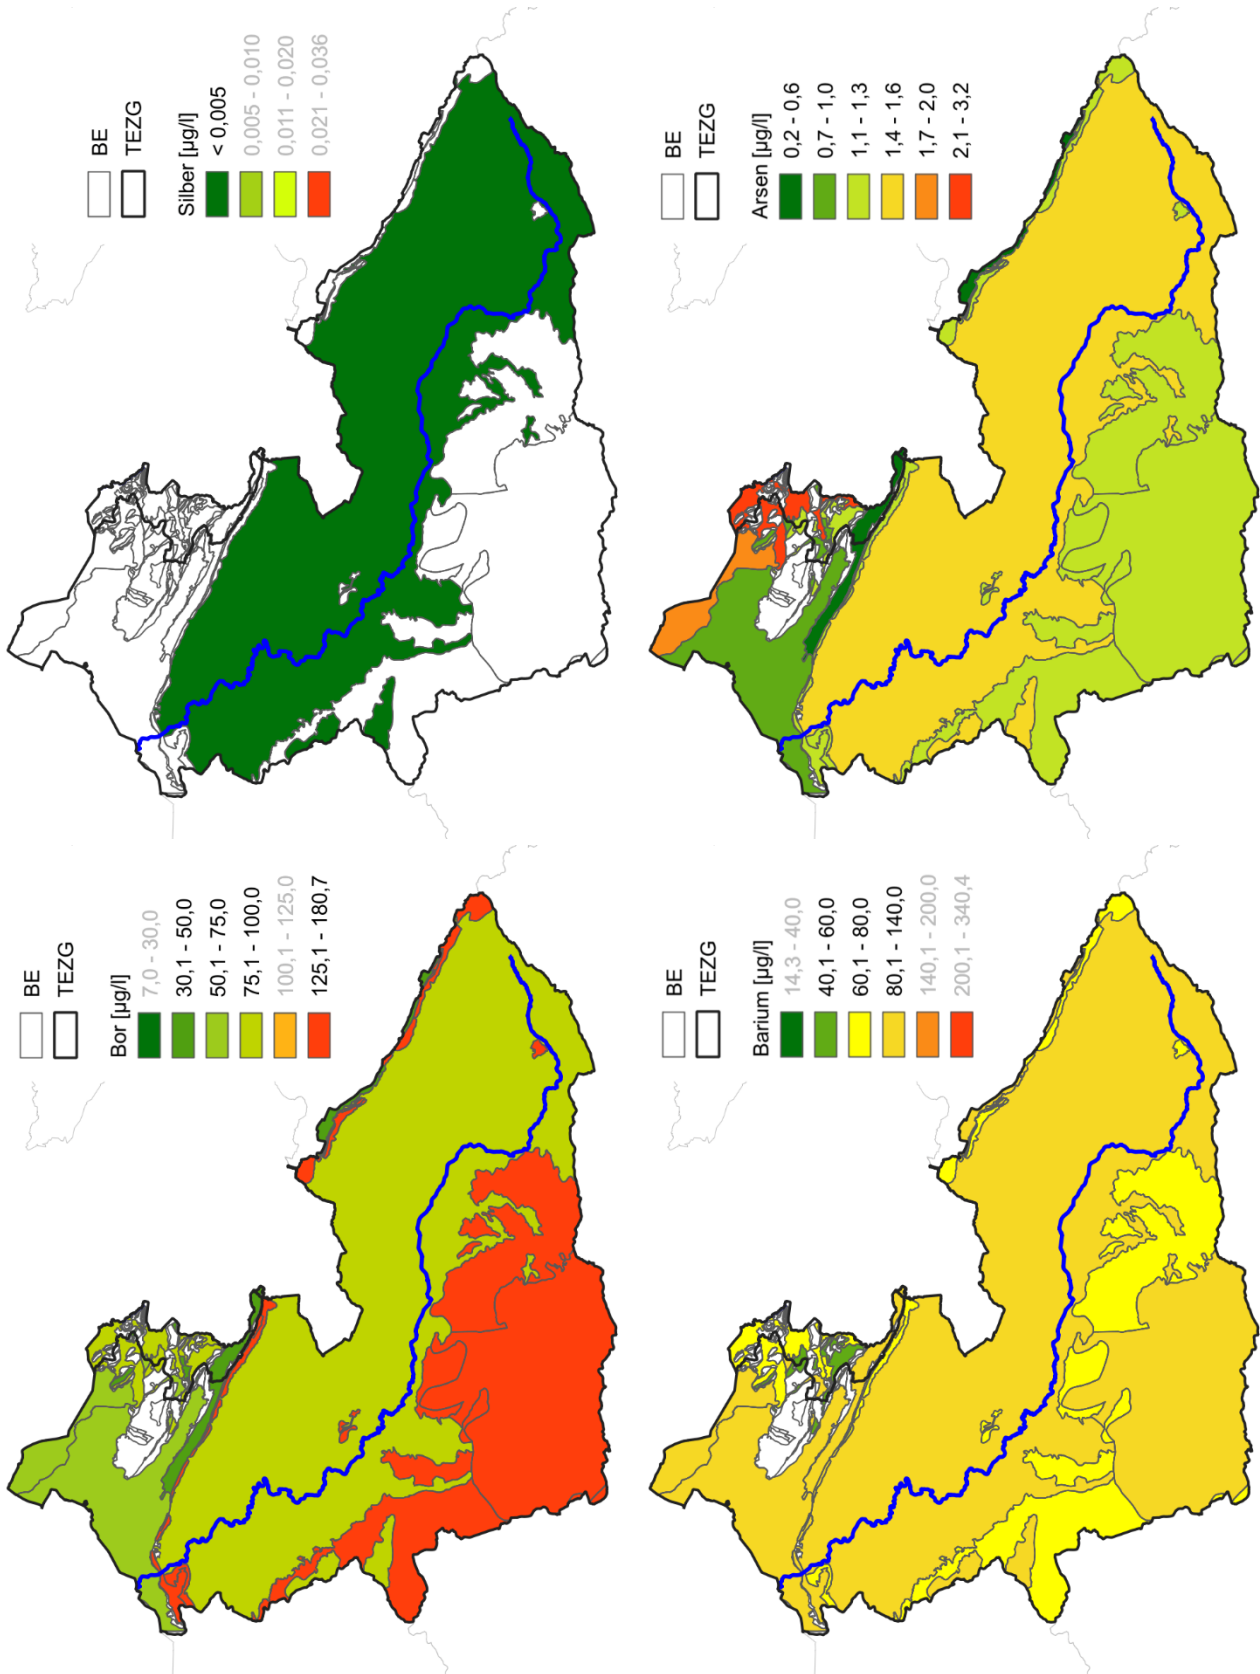 BE
TEZG
Silber [µg/l]
< 0,005
0,005 - 0,010
0,011 - 0,020
0,021 - 0,036
BE
TEZG
Arsen [µg/l]
0,2 - 0,6
0,7 - 1,0
1,1 - 1,3
1,4 - 1,6
1,7 - 2,0
2,1 - 3,2
BE
TEZG
Bor [µg/l]
7,0 - 30,0
30,1 - 50,0
50,1 - 75,0
75,1 - 100,0
100,1 - 125,0
125,1 - 180,7
BE
TEZG
Barium [µg/l]
14,3 - 40,0
40,1 - 60,0
60,1 - 80,0
80,1 - 140,0
140,1 - 200,0
200,1 - 340,4